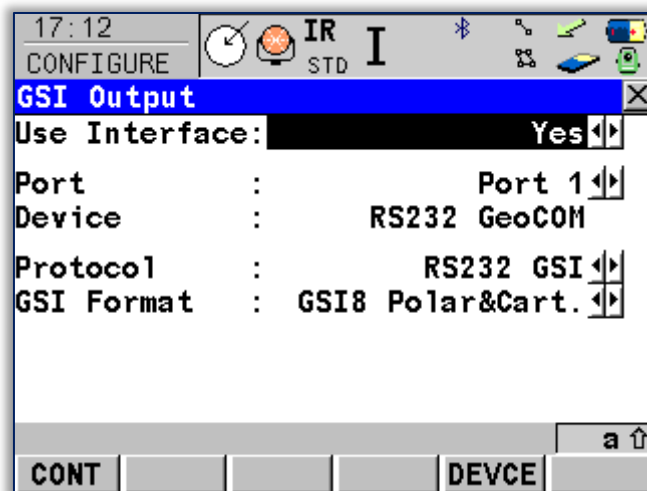 17:12
CONFIGURE
IR
STD
I
GSI Output
Use Interface: Yes
Port : Port 1
Device : RS232 GeoCOM
Protocol : RS232 GSI
GSI Format : GSI8 Polar&Cart.
a
CONT
DEVCE